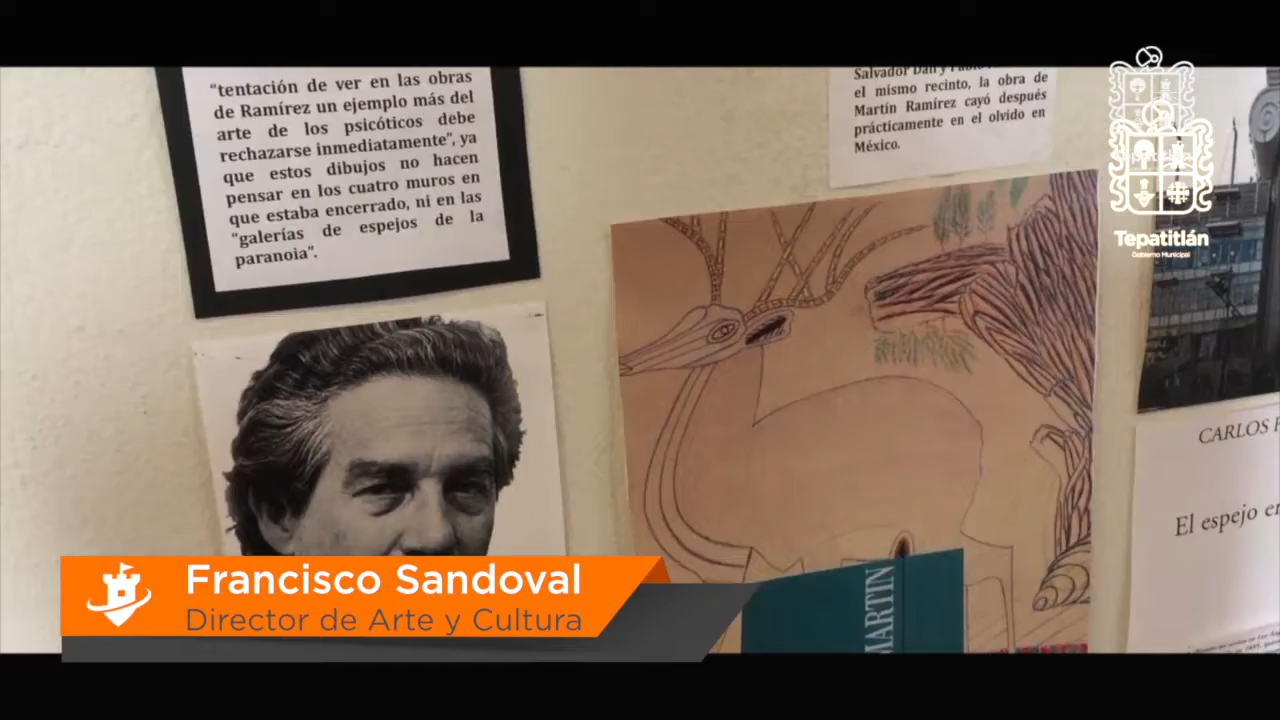 "tentación de ver en las obras
de Ramírez un ejemplo más del
arte de los psicóticos debe
rechazarse inmediatamente", ya
que estos dibujos no hacen
pensar en los cuatro muros en
que estaba encerrado, ni en las
"galerías de espejos de la
paranoia".
Salvador Dalí y
el mismo recinto, la obra de
Martín Ramírez cayó después
prácticamente en el olvido en
México.
Tepatitlán
Gobierno Municipal
CARLOS
El espejo
MARTIN
Francisco Sandoval
Director de Arte y Cultura